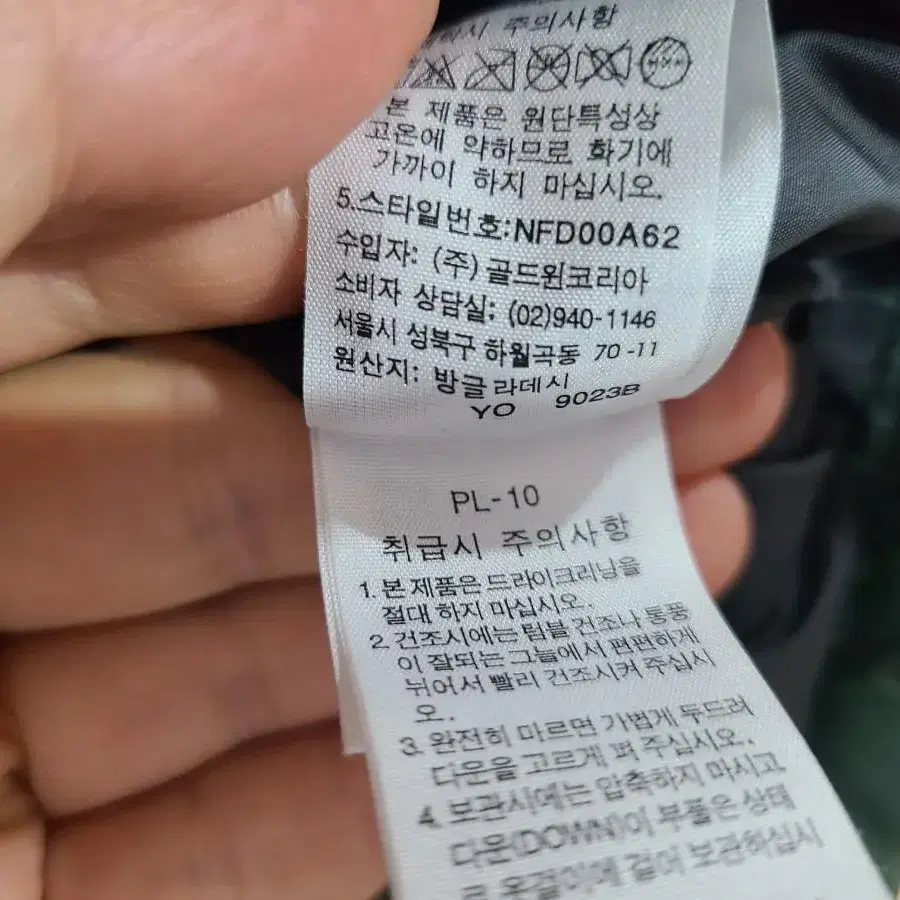 주의사항
본 제품은 원단특성상
고온에 약하므로 화기에
가까이 하지 마십시오.
5.스타일번호:NFD00A62
수입자: (주)골드윈코리아
소비자 상담실: (02)940-1146
서울시 성북구 하월곡동 70-11
원산지: 방글라데시
YO 9023B
PL-10
취급시 주의사항
1. 본 제품은 드라이크리닝을
절대 하지 마십시오.
2. 건조시에는 텀블 건조나 통풍
이 잘되는 그늘에서 편편하게
뉘어서 빨리 건조시켜 주십시
오.
3. 완전히 마르면 가볍게 두드려
다운을 고르게 펴 주십시오.
4. 보관시에는 압축하지 마시고
다운(DOWN)이 부풀은 상태
로 옷걸이에 걸어 보관하십시